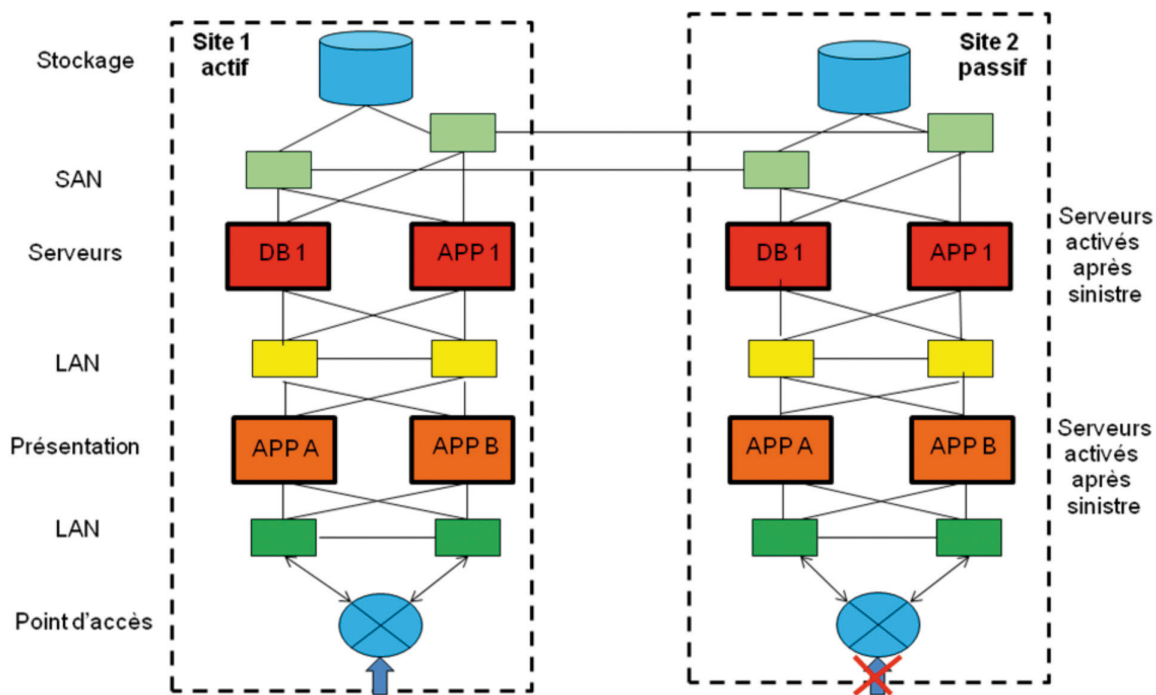 Stockage
Site 1
actif
Site 2
passif
SAN
Serveurs
DB 1
APP 1
DB 1
APP 1
Serveurs
activés
après
sinistre
LAN
Présentation
APP A
APP B
APP A
APP B
Serveurs
activés
après
sinistre
LAN
Point d'accès